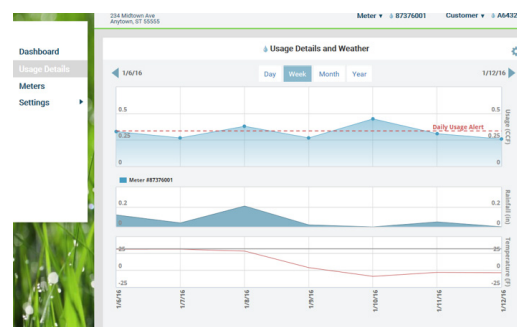 234 Midtown Ave
Anytown, ST 55555
Meter ▾ 87376001
Customer ▾ A6432
Dashboard
Usage Details
Meters
Settings
Usage Details and Weather
1/6/16
Day Week Month Year
1/12/16
0.5 0.5
Daily Usage Alert
0.25 0.25
0 0
Usage (CCF)
Meser #87376001
0.2 0.2
0 0
Rainfall (in)
25 25
0 0
-25 -25
Temperature (F)
1/6/16 1/7/16 1/8/16 1/9/16 1/10/16 1/11/16 1/12/16